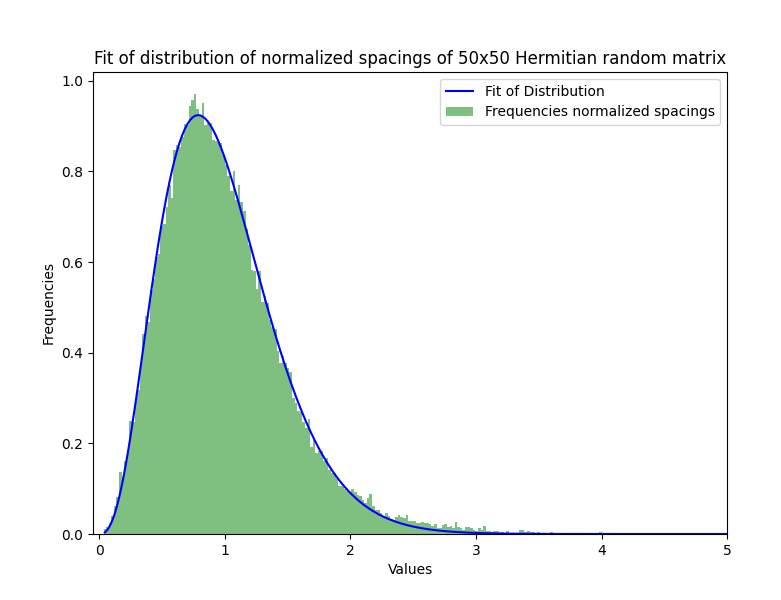 Fit of distribution of normalized spacings of 50x50 Hermitian random matrix
Fit of Distribution
Frequencies normalized spacings
Frequencies
1.0
0.8
0.6
0.4
0.2
0.0
0 1 2 3 4 5
Values